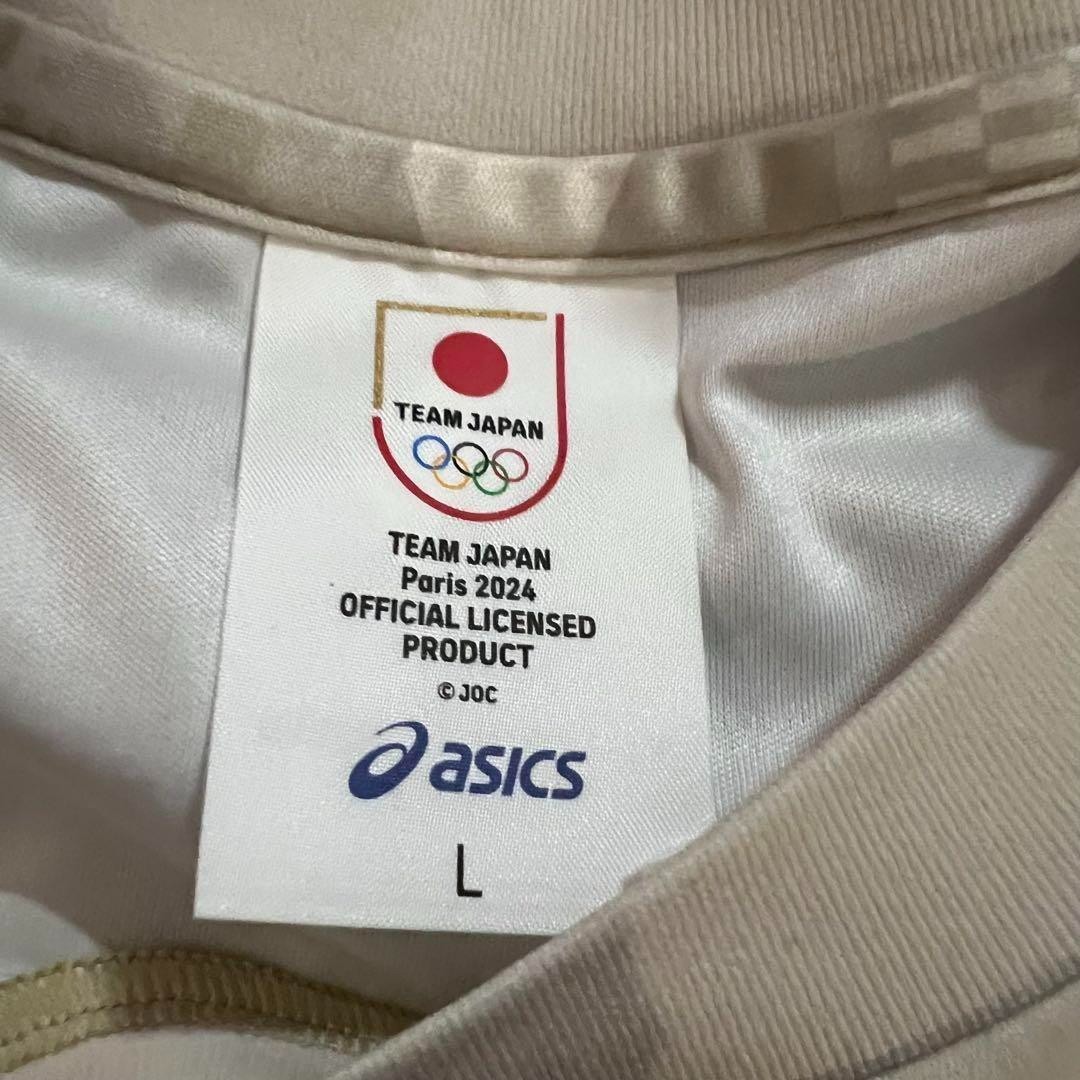 TEAM JAPAN
TEAM JAPAN
Paris 2024
OFFICIAL LICENSED
PRODUCT
© JOC
asics
L